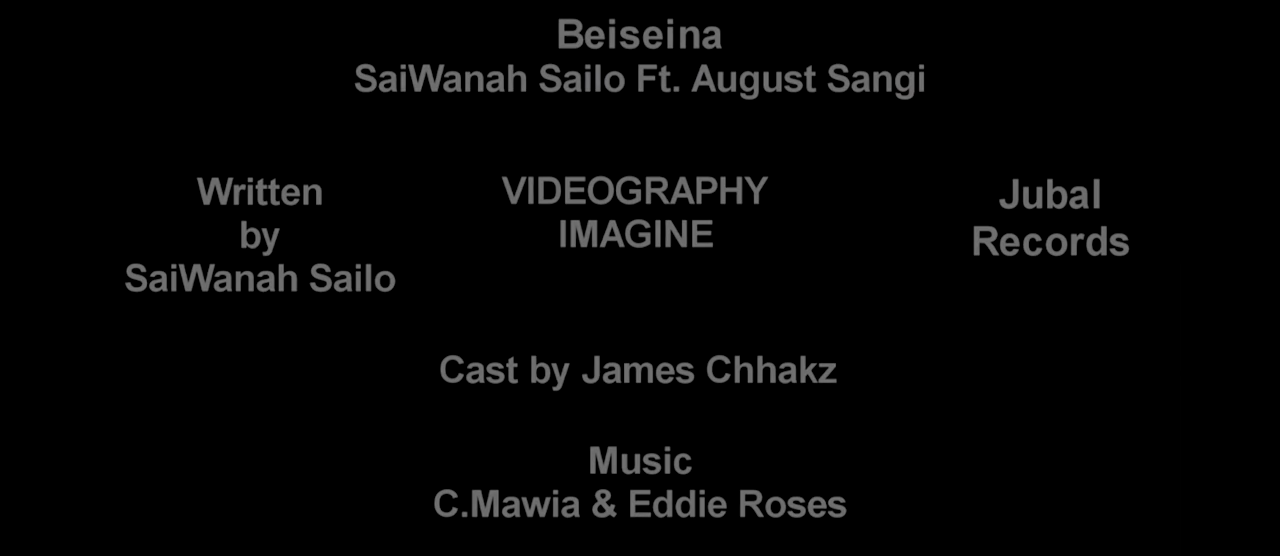 Beiseina
SaiWanah Sailo Ft. August Sangi
Written
by
SaiWanah Sailo
VIDEOGRAPHY
IMAGINE
Jubal
Records
Cast by James Chhakz
Music
C.Mawia & Eddie Roses